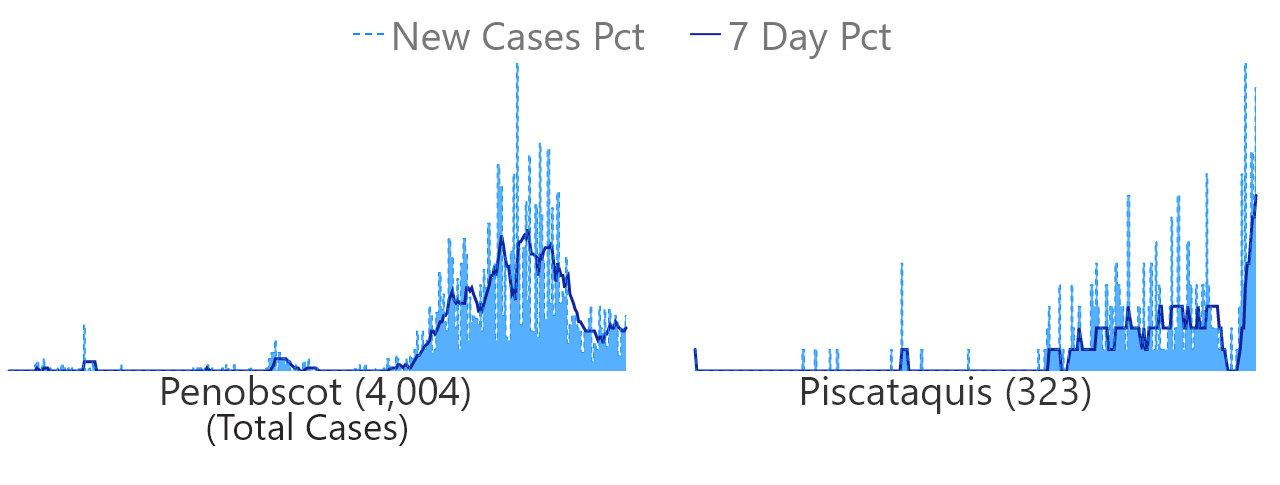 New Cases Pct 7 Day Pct
Penobscot (4,004)
(Total Cases)
Piscataquis (323)